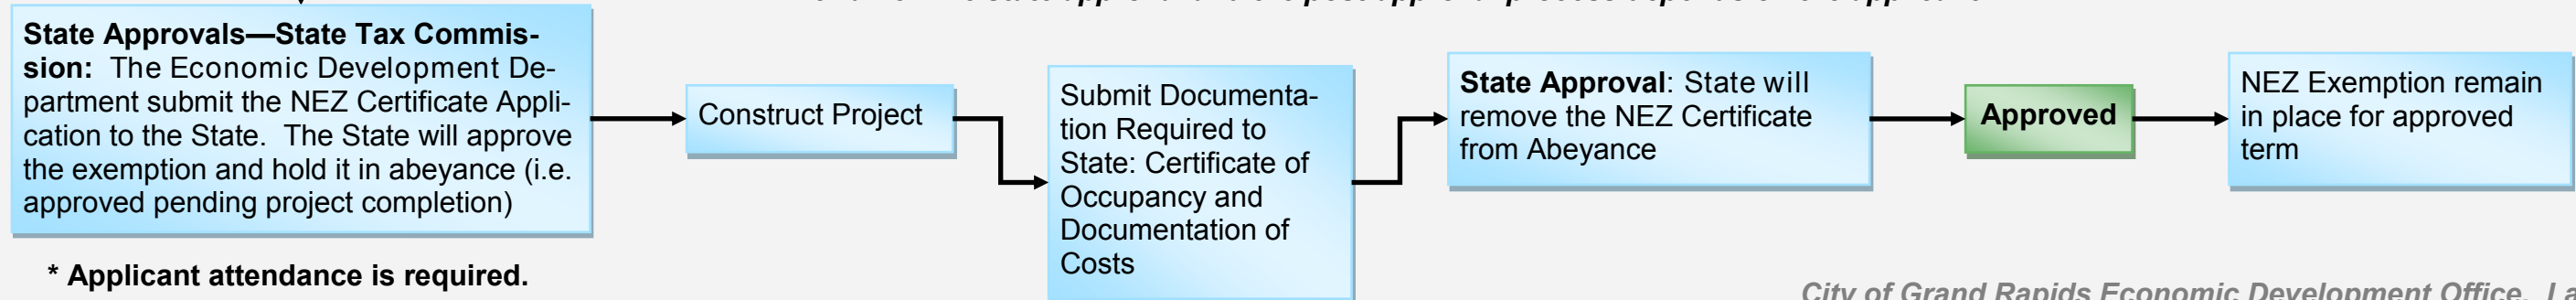 State Approvals—State Tax Commis-
sion: The Economic Development De-
partment submit the NEZ Certificate Appli-
cation to the State. The State will approve
the exemption and hold it in abeyance (i.e.
approved pending project completion)
Construct Project
Submit Documenta-
tion Required to
State: Certificate of
Occupancy and
Documentation of
Costs
State Approval: State will
remove the NEZ Certificate
from Abeyance
Approved
NEZ Exemption remain
in place for approved
term
* Applicant attendance is required.
City of Grand Rapids Economic Development Office.